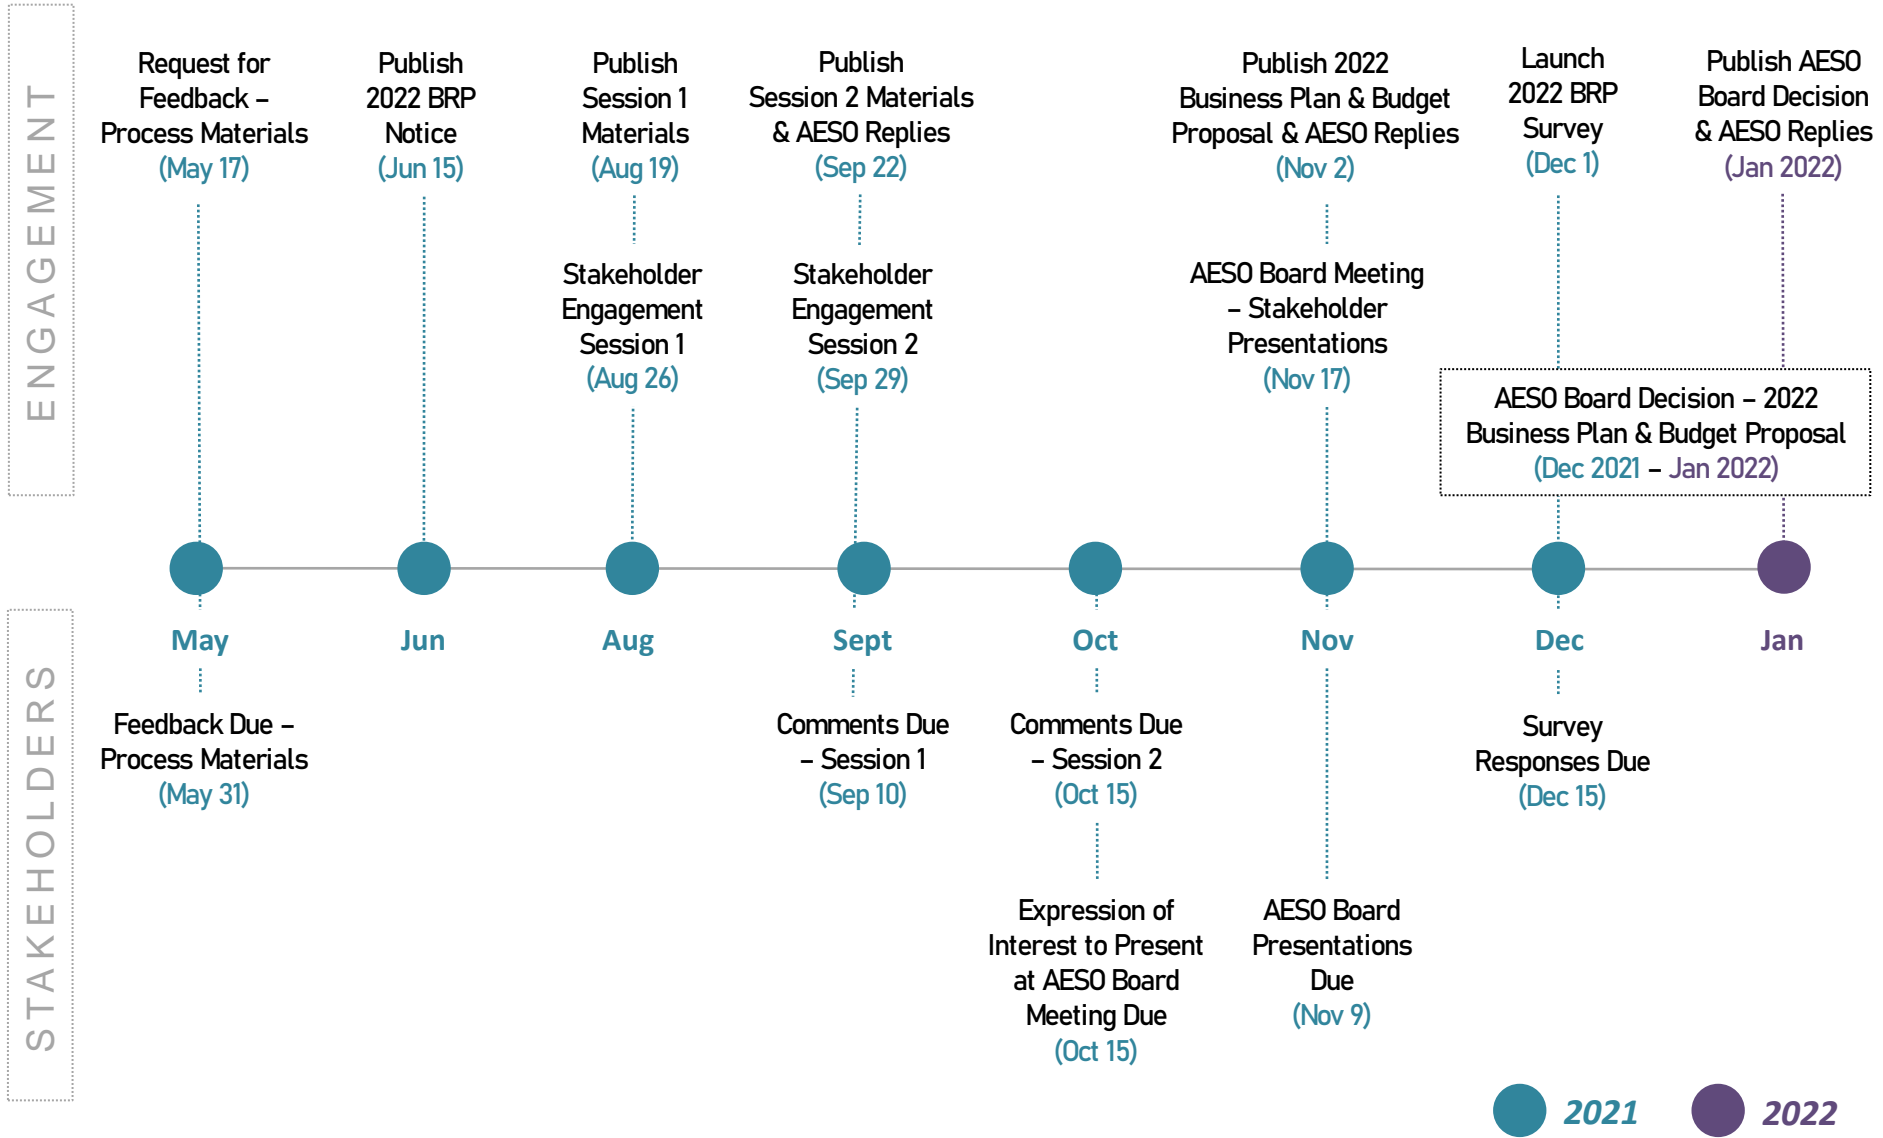 ENGAGEMENT
Request for
Feedback –
Process Materials
(May 17)
Publish
2022 BRP
Notice
(Jun 15)
Publish
Session 1
Materials
(Aug 19)
Stakeholder
Engagement
Session 1
(Aug 26)
Publish
Session 2 Materials
& AESO Replies
(Sep 22)
Stakeholder
Engagement
Session 2
(Sep 29)
Publish 2022
Business Plan & Budget
Proposal & AESO Replies
(Nov 2)
AESO Board Meeting
– Stakeholder
Presentations
(Nov 17)
Launch
2022 BRP
Survey
(Dec 1)
Publish AESO
Board Decision
& AESO Replies
(Jan 2022)
AESO Board Decision – 2022
Business Plan & Budget Proposal
(Dec 2021 – Jan 2022)
May
Jun
Aug
Sept
Oct
Nov
Dec
Jan
STAKEHOLDERS
Feedback Due –
Process Materials
(May 31)
Comments Due
– Session 1
(Sep 10)
Comments Due
– Session 2
(Oct 15)
Expression of
Interest to Present
at AESO Board
Meeting Due
(Oct 15)
AESO Board
Presentations
Due
(Nov 9)
Survey
Responses Due
(Dec 15)
2021
2022